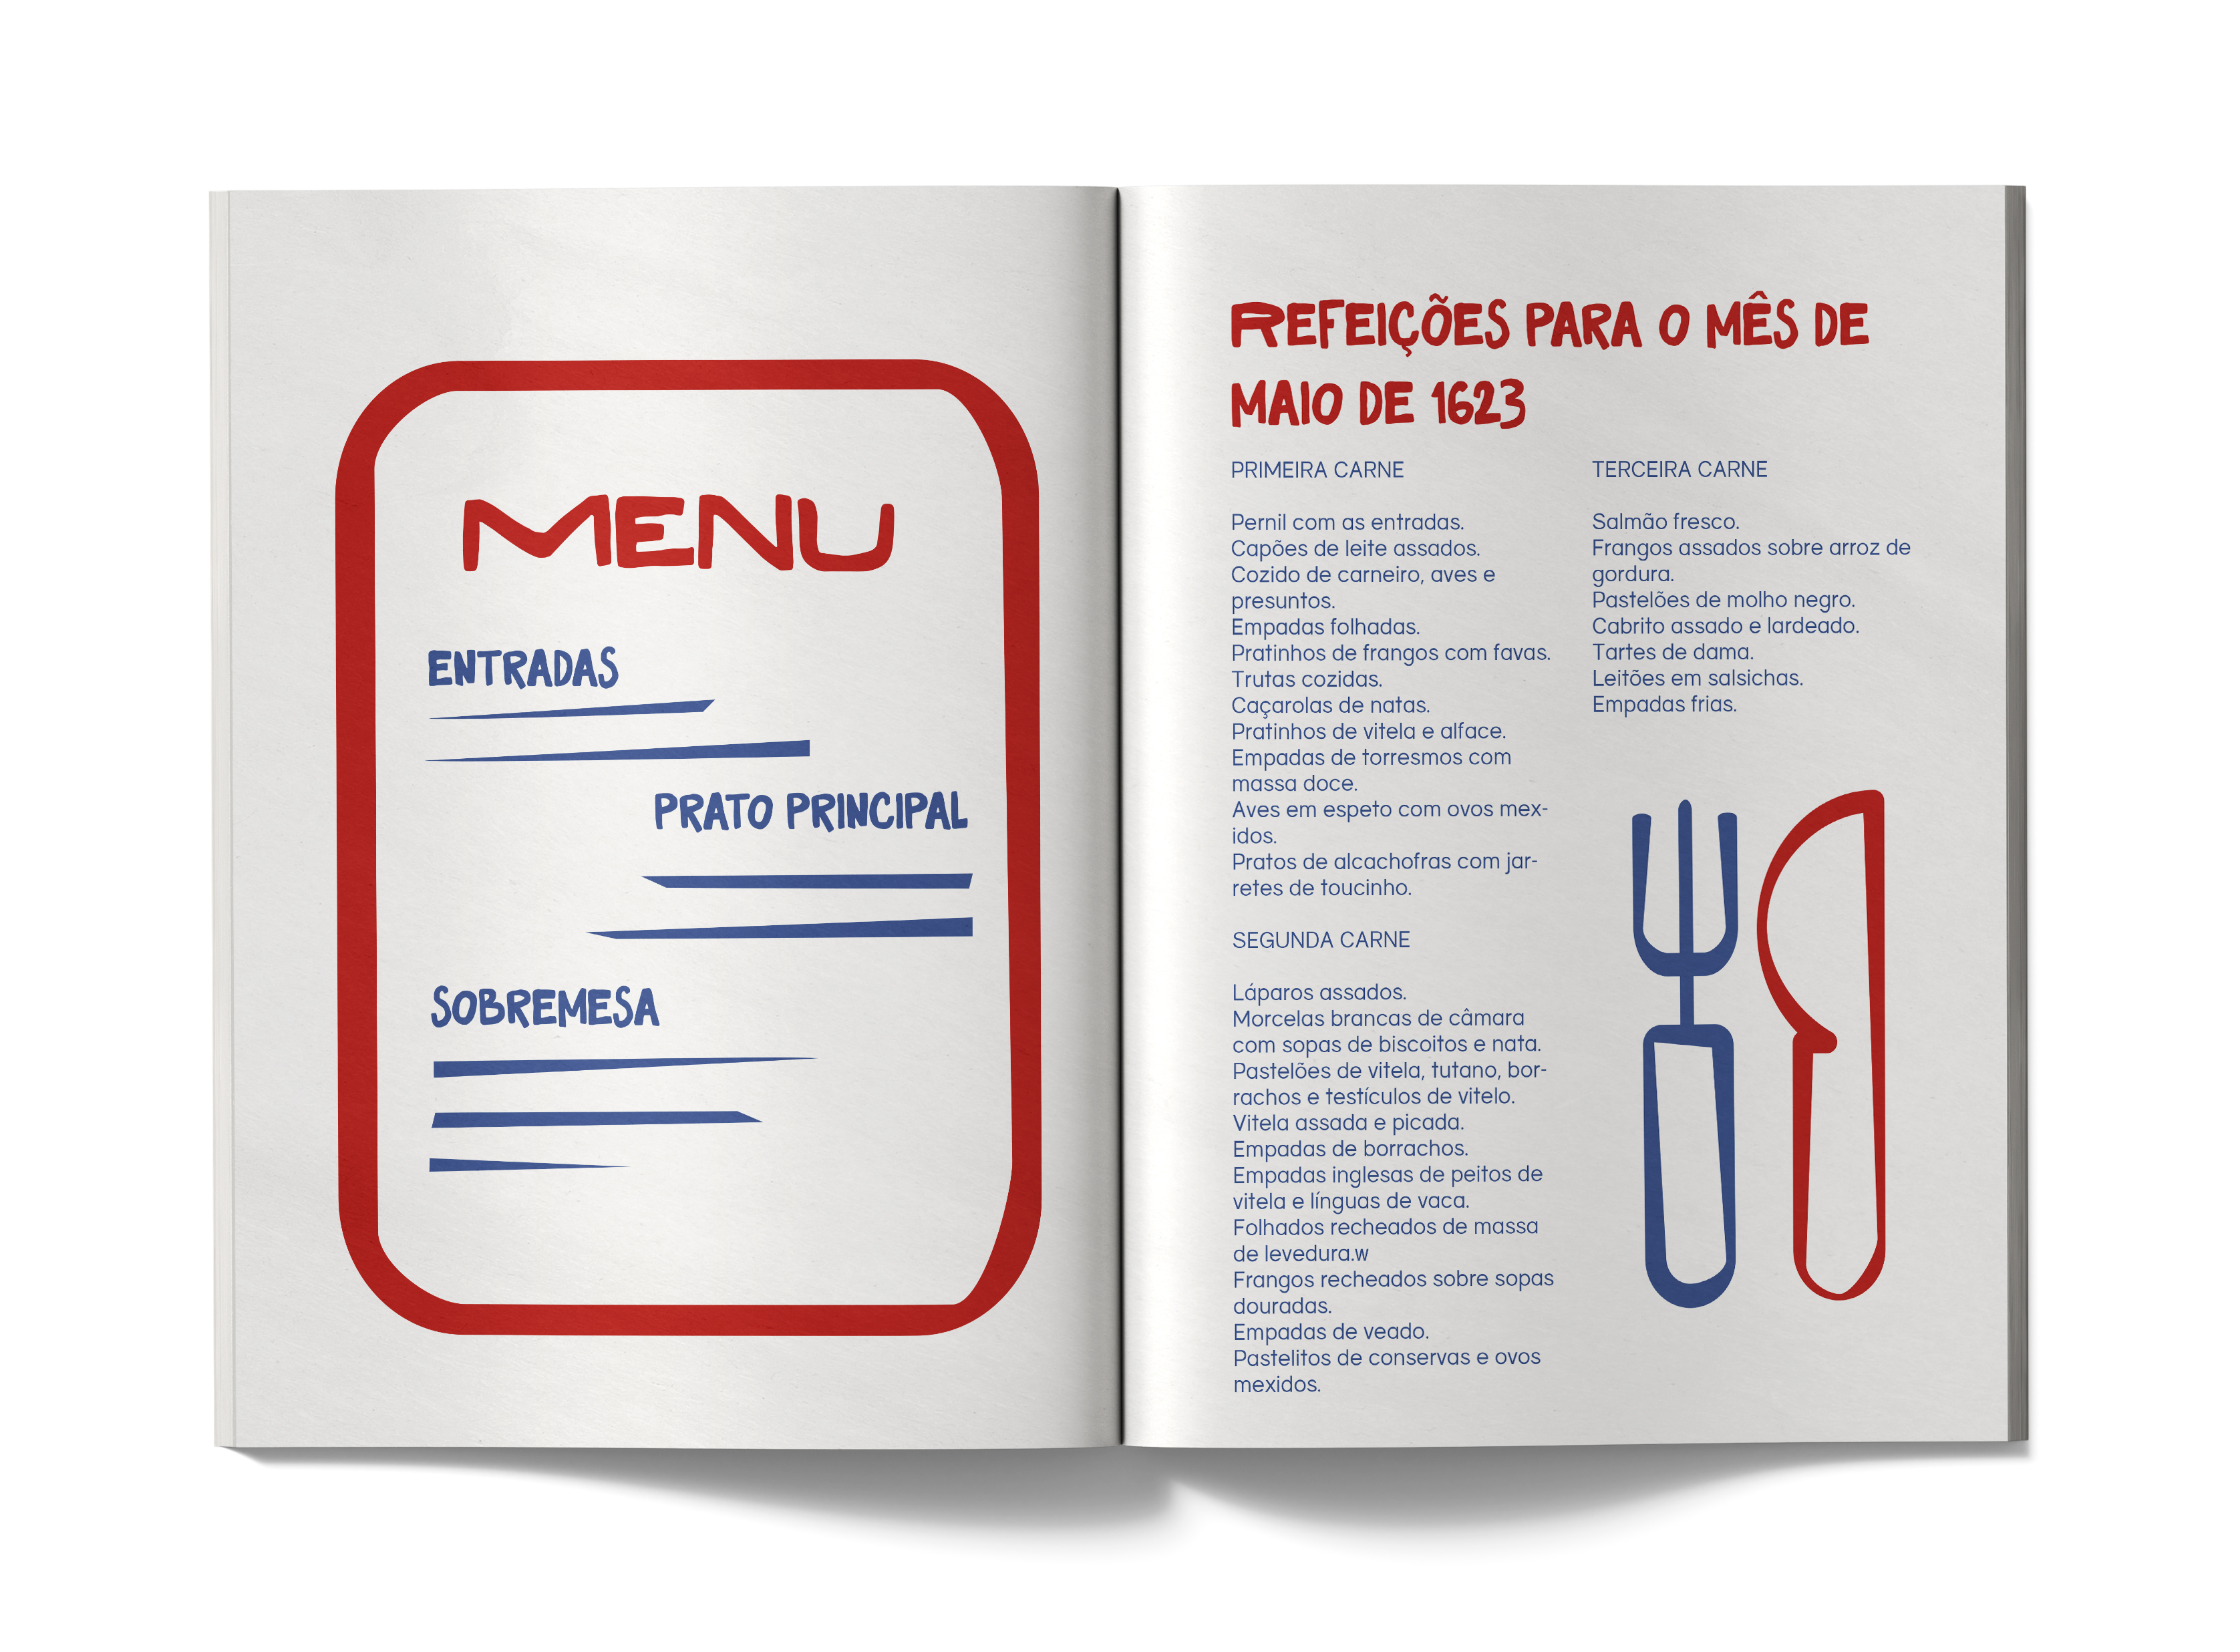 MENU
ENTRADAS
PRATO PRINCIPAL
SOBREMESA
REFEIÇÕES PARA O MÊS DE
MAIO DE 1623
PRIMEIRA CARNE
Pernil com as entradas.
Capões de leite assados.
Cozido de carneiro, aves e
presuntos.
Empadas folhadas.
Pratinhos de frangos com favas.
Trutas cozidas.
Caçarolas de natas.
Pratinhos de vitela e alface.
Empadas de torresmos com
massa doce.
Aves em espeto com ovos mex-
idos.
Pratos de alcachofras com jar-
retes de toucinho.
SEGUNDA CARNE
Láparos assados.
Morcelas brancas de câmara
com sopas de biscoitos e nata.
Pastelões de vitela, tutano, bor-
rachos e testículos de vitelo.
Vitela assada e picada.
Empadas de borrachos.
Empadas inglesas de peitos de
vitela e línguas de vaca.
Folhados recheados de massa
de levedura.w
Frangos recheados sobre sopas
douradas.
Empadas de veado.
Pastelitos de conservas e ovos
mexidos.
TERCEIRA CARNE
Salmão fresco.
Frangos assados sobre arroz de
gordura.
Pastelões de molho negro.
Cabrito assado e lardeado.
Tartes de dama.
Leitões em salsichas.
Empadas frias.